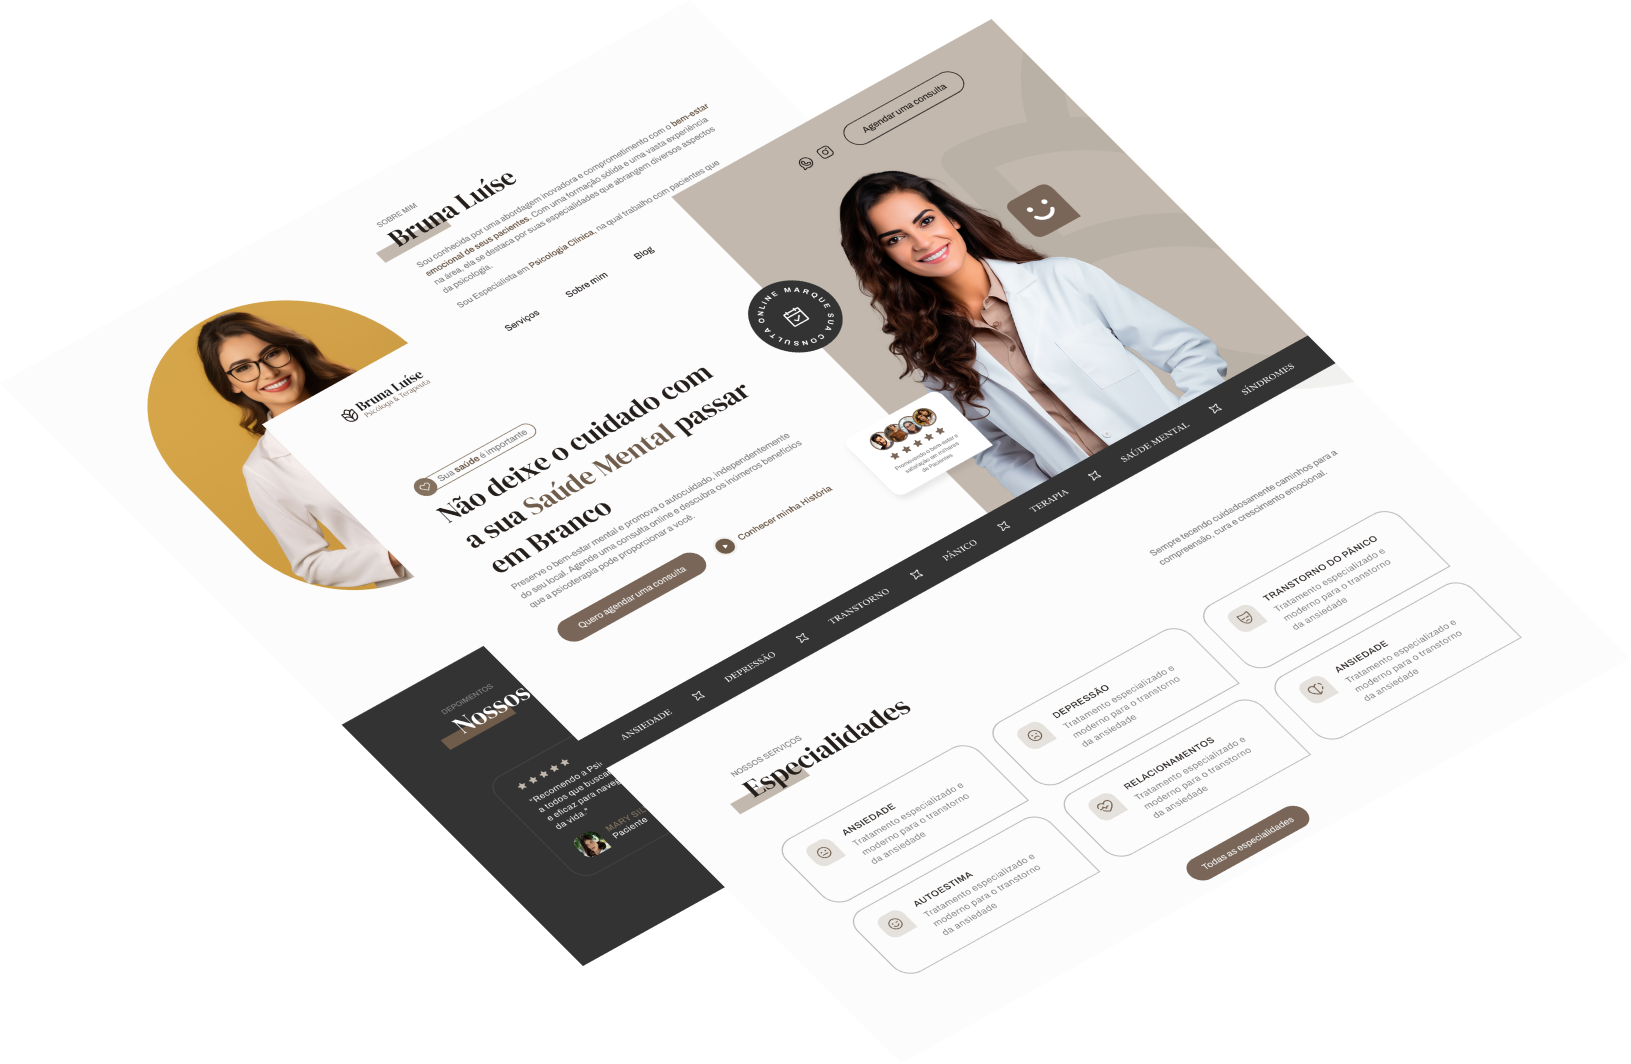 SOBRE MIM
Bruna Luíse
Sou conhecida por uma abordagem inovadora e comprometimento com o bem-estar
emocional de seus pacientes. Com uma formação sólida e uma vasta experiência
na área, ela se destaca por suas especialidades que abrangem diversos aspectos
da psicologia.
Sou Especialista em Psicologia Clínica, na qual trabalho com pacientes que
Bruna Luíse
Psicóloga & Terapeuta
Serviços
Sobre mim
Blog
Agendar uma consulta
Sua saúde é importante
Não deixe o cuidado com
a sua Saúde Mental passar
em Branco
Preserve o bem-estar mental e promova o autocuidado, independentemente
do seu local. Agende uma consulta online e descubra os inúmeros benefícios
que a psicoterapia pode proporcionar a você.
Quero agendar uma consulta
Conhecer minha História
MARQUE SUA CONSULTA ONLINE
Promovendo o bem-estar e
satisfação em milhares
de Pacientes
ANSIEDADE
DEPRESSÃO
TRANSTORNO
PÂNICO
TERAPIA
SAÚDE MENTAL
SÍNDROMES
DEPOIMENTOS
Nossos
"Recomendo a Psi
a todos que busca
e eficaz para nave
da vida."
MARY SIL
Paciente
NOSSOS SERVIÇOS
Especialidades
Sempre tecendo cuidadosamente caminhos para a
compreensão, cura e crescimento emocional.
ANSIEDADE
Tratamento especializado e
moderno para o transtorno
da ansiedade
DEPRESSÃO
Tratamento especializado e
moderno para o transtorno
da ansiedade
TRANSTORNO DO PÂNICO
Tratamento especializado e
moderno para o transtorno
da ansiedade
AUTOESTIMA
Tratamento especializado e
moderno para o transtorno
da ansiedade
RELACIONAMENTOS
Tratamento especializado e
moderno para o transtorno
da ansiedade
ANSIEDADE
Tratamento especializado e
moderno para o transtorno
da ansiedade
Todas as especialidades